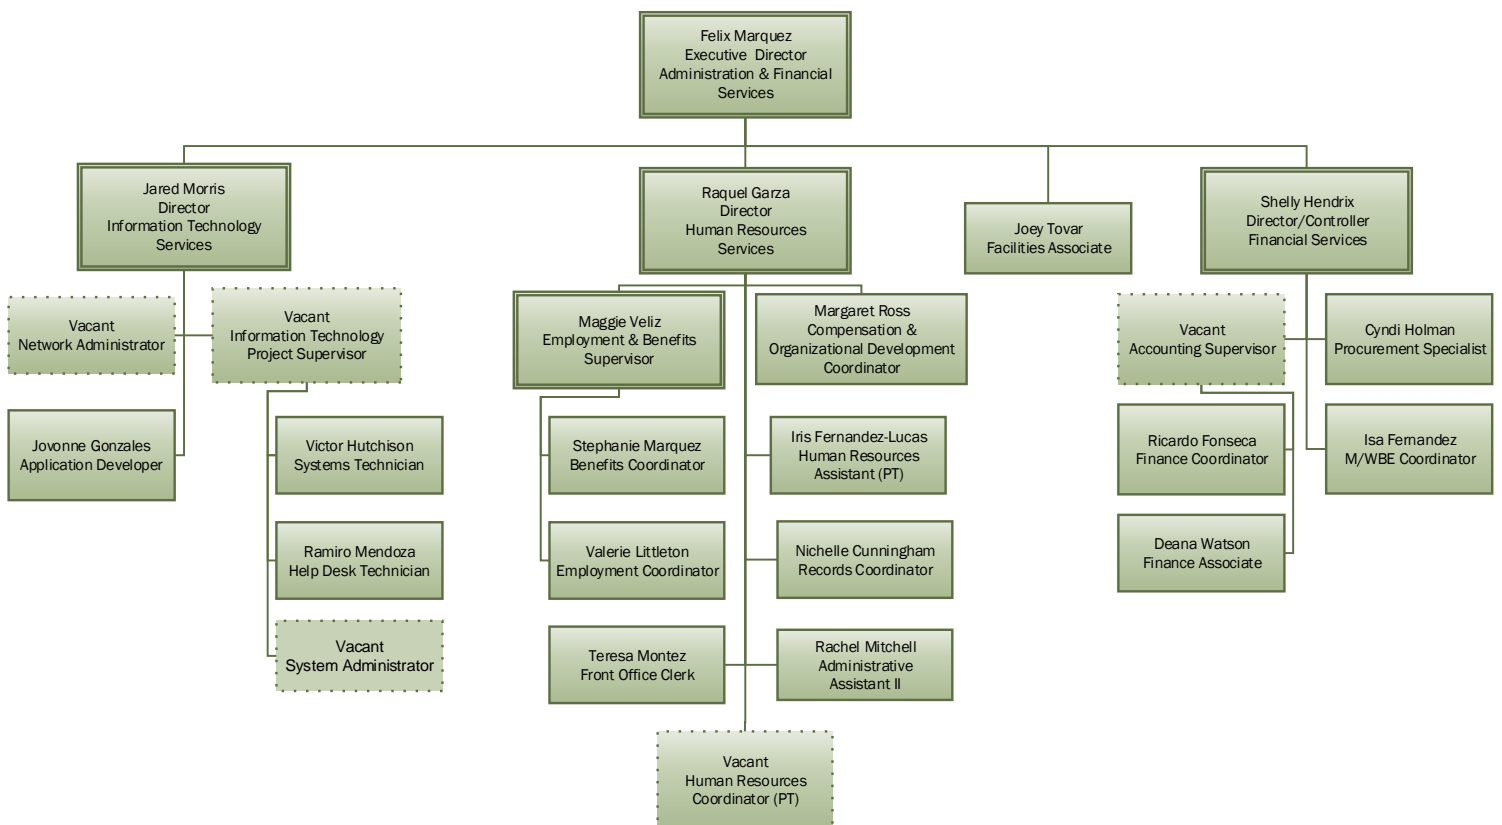 Felix Marquez
Executive Director
Administration & Financial
Services
Jared Morris
Director
Information Technology
Services
Raquel Garza
Director
Human Resources
Services
Joey Tovar
Facilities Associate
Shelly Hendrix
Director/Controller
Financial Services
Vacant
Network Administrator
Vacant
Information Technology
Project Supervisor
Maggie Veliz
Employment & Benefits
Supervisor
Margaret Ross
Compensation &
Organizational Development
Coordinator
Vacant
Accounting Supervisor
Cyndi Holman
Procurement Specialist
Jovonne Gonzales
Application Developer
Victor Hutchison
Systems Technician
Stephanie Marquez
Benefits Coordinator
Iris Fernandez-Lucas
Human Resources
Assistant (PT)
Ricardo Fonseca
Finance Coordinator
Isa Fernandez
M/WBE Coordinator
Ramiro Mendoza
Help Desk Technician
Valerie Littleton
Employment Coordinator
Nichelle Cunningham
Records Coordinator
Deana Watson
Finance Associate
Vacant
System Administrator
Teresa Montez
Front Office Clerk
Rachel Mitchell
Administrative
Assistant II
Vacant
Human Resources
Coordinator (PT)